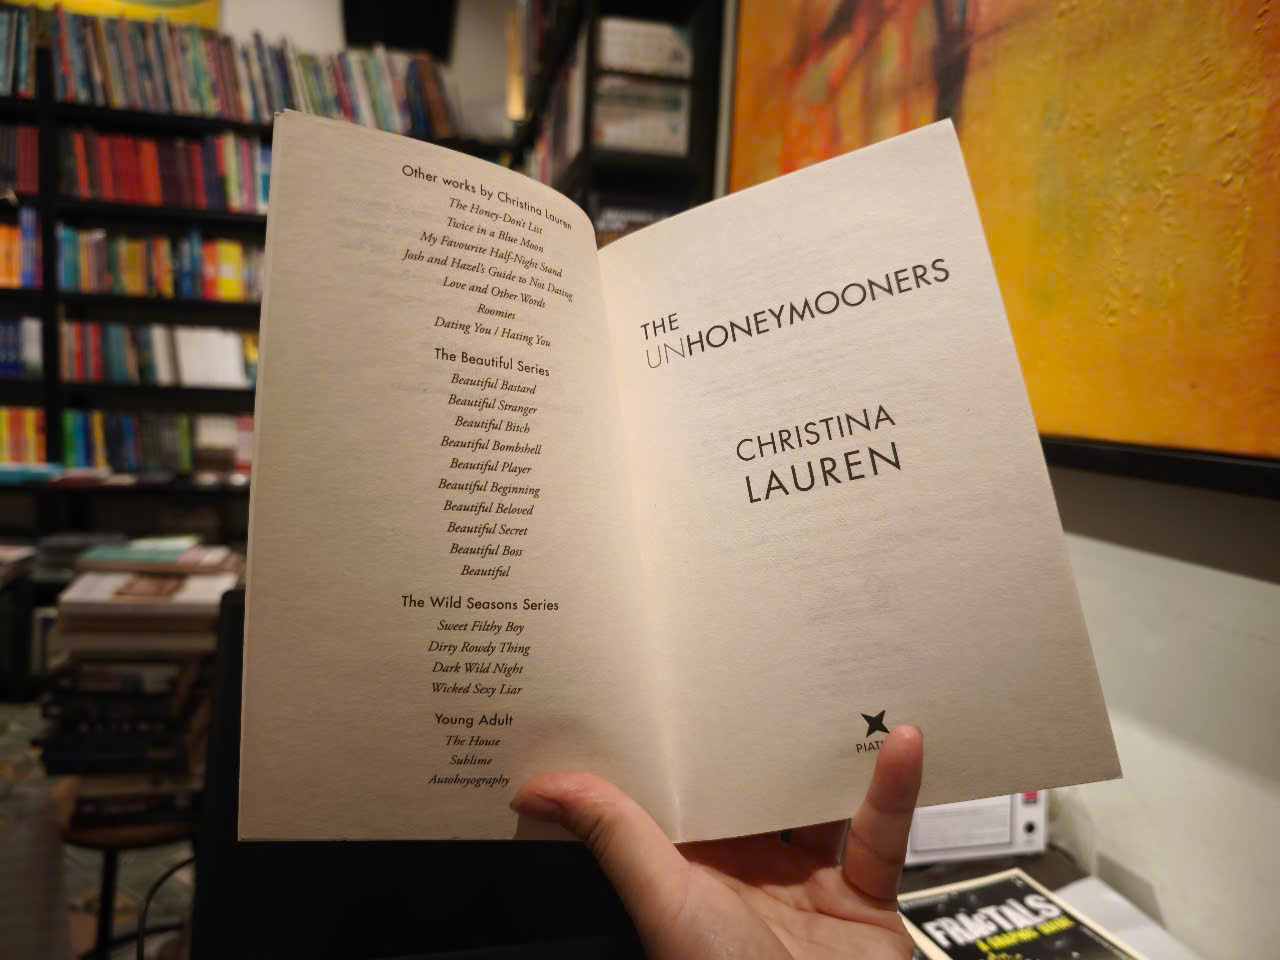 Other works by Christina Lauren
The Honey-Don't List
Twice in a Blue Moon
My Favourite Half-Night Stand
Josh and Hazel's Guide to Not Dating
Love and Other Words
Roomies
Dating You / Hating You
The Beautiful Series
Beautiful Bastard
Beautiful Stranger
Beautiful Bitch
Beautiful Bombshell
Beautiful Player
Beautiful Beginning
Beautiful Beloved
Beautiful Secret
Beautiful Boss
Beautiful
The Wild Seasons Series
Sweet Filthy Boy
Dirty Rowdy Thing
Dark Wild Night
Wicked Sexy Liar
Young Adult
The House
Sublime
Autoboyography
THE
UNHONEYMOONERS
CHRISTINA
LAUREN
FRACTALS
A GRAPHIC GUIDE